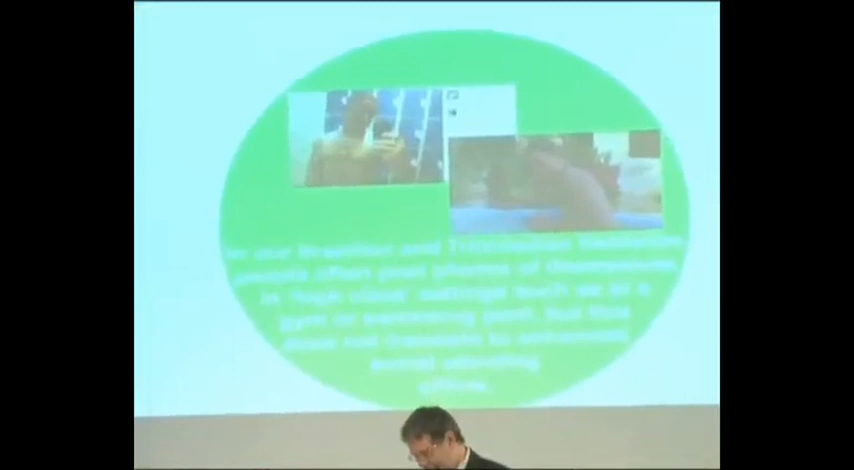 In our Brazilian and Trinidadian fieldsites
people often post photos of themselves
in 'high class' settings such as in a
gym or swimming pool. But this
does not translate to enhanced
social standing
offline.